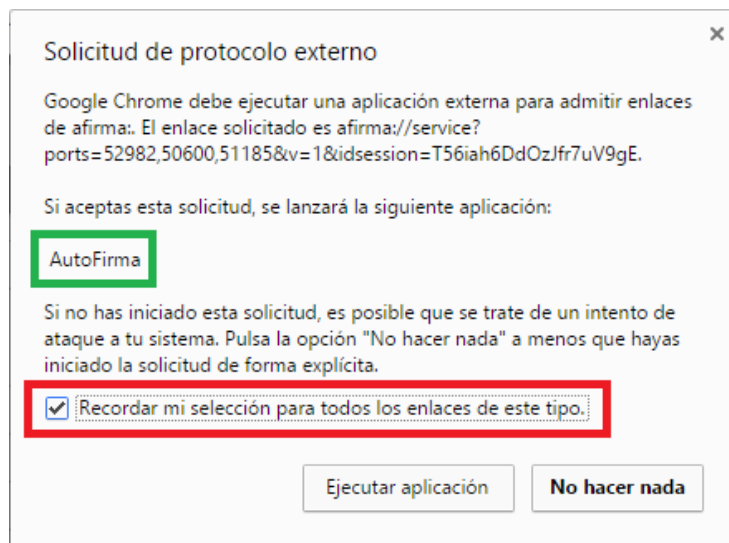 Solicitud de protocolo externo
Google Chrome debe ejecutar una aplicación externa para admitir enlaces
de afirma:. El enlace solicitado es afirma://service?
ports=52982,50600,51185&v=1&idsession=T56iah6DdOzJfr7uV9gE.
Si aceptas esta solicitud, se lanzará la siguiente aplicación:
AutoFirma
Si no has iniciado esta solicitud, es posible que se trate de un intento de
ataque a tu sistema. Pulsa la opción "No hacer nada" a menos que hayas
iniciado la solicitud de forma explícita.
Recordar mi selección para todos los enlaces de este tipo.
Ejecutar aplicación No hacer nada